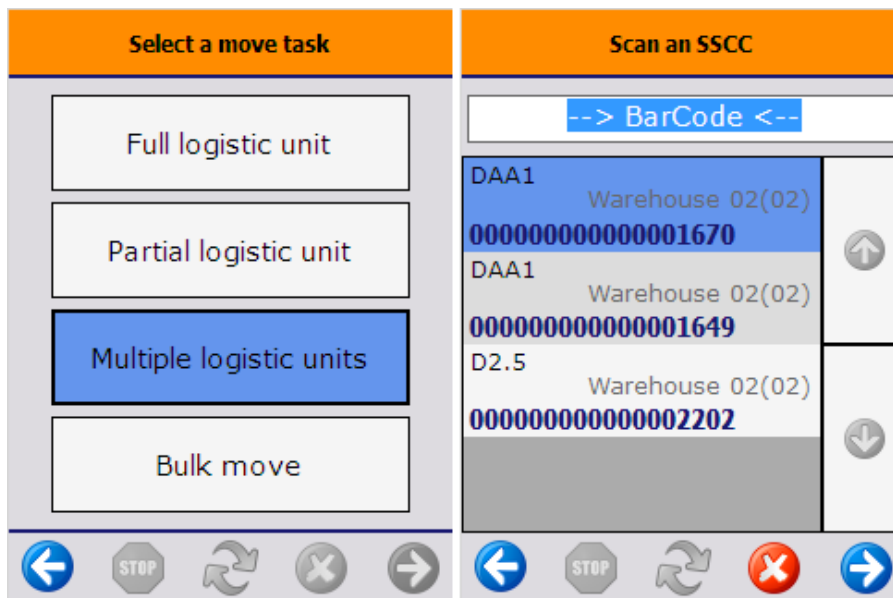 Select a move task
Full logistic unit
Partial logistic unit
Multiple logistic units
Bulk move
STOP
Scan an SSCC
--> BarCode <--
DAA1
Warehouse 02(02)
000000000000001670
DAA1
Warehouse 02(02)
000000000000001649
D2.5
Warehouse 02(02)
000000000000002202
STOP